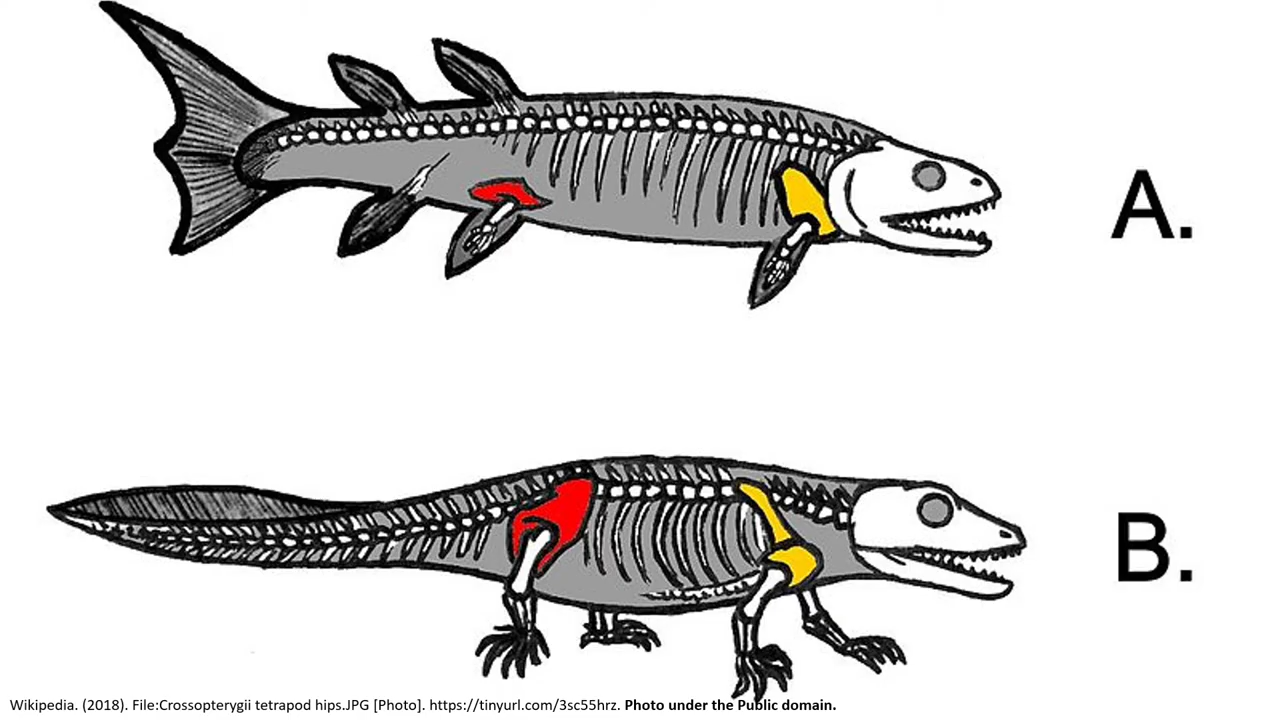 A.
B.
Wikipedia. (2018). File:Crossopterygii tetrapod hips.JPG [Photo]. https://tinyurl.com/3sc55hrz. Photo under the Public domain.